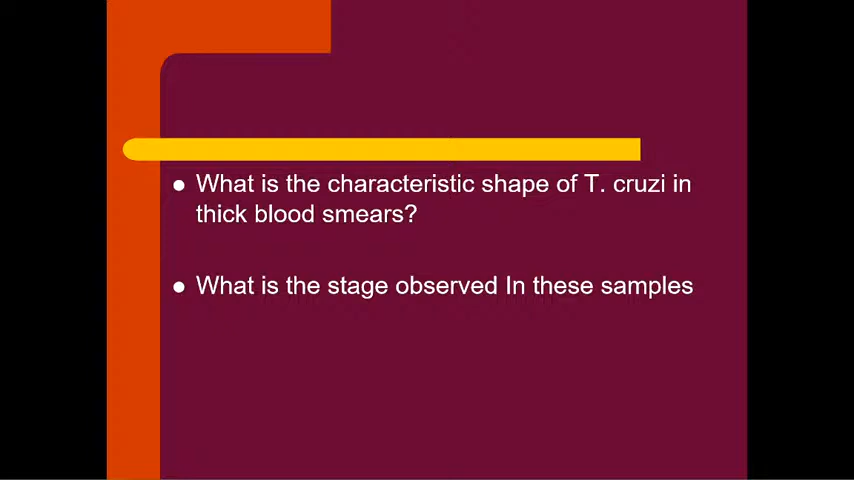 ● What is the characteristic shape of T. cruzi in
thick blood smears?
● What is the stage observed In these samples